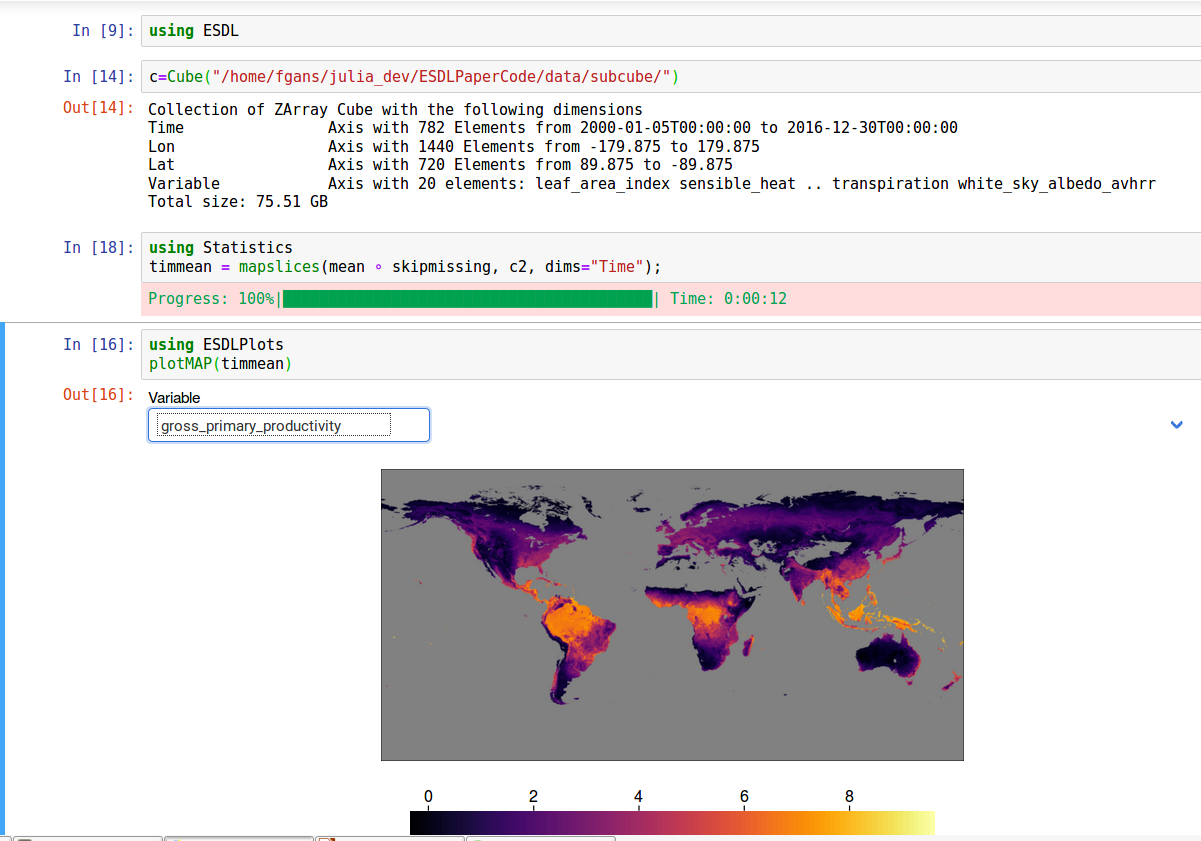 In [9]: using ESDL
In [14]: c=Cube("/home/fgans/julia_dev/ESDLPaperCode/data/subcube/")
Out[14]: Collection of ZArray Cube with the following dimensions
Time Axis with 782 Elements from 2000-01-05T00:00:00 to 2016-12-30T00:00:00
Lon Axis with 1440 Elements from -179.875 to 179.875
Lat Axis with 720 Elements from 89.875 to -89.875
Variable Axis with 20 elements: leaf_area_index sensible_heat .. transpiration white_sky_albedo_avhrr
Total size: 75.51 GB
In [18]: using Statistics
timmean = mapslices(mean ∘ skipmissing, c2, dims="Time");
Progress: 100%|█████████████████████████████████████████| Time: 0:00:12
In [16]: using ESDLPlots
plotMAP(timmean)
Out[16]: Variable
gross_primary_productivity
0 2 4 6 8